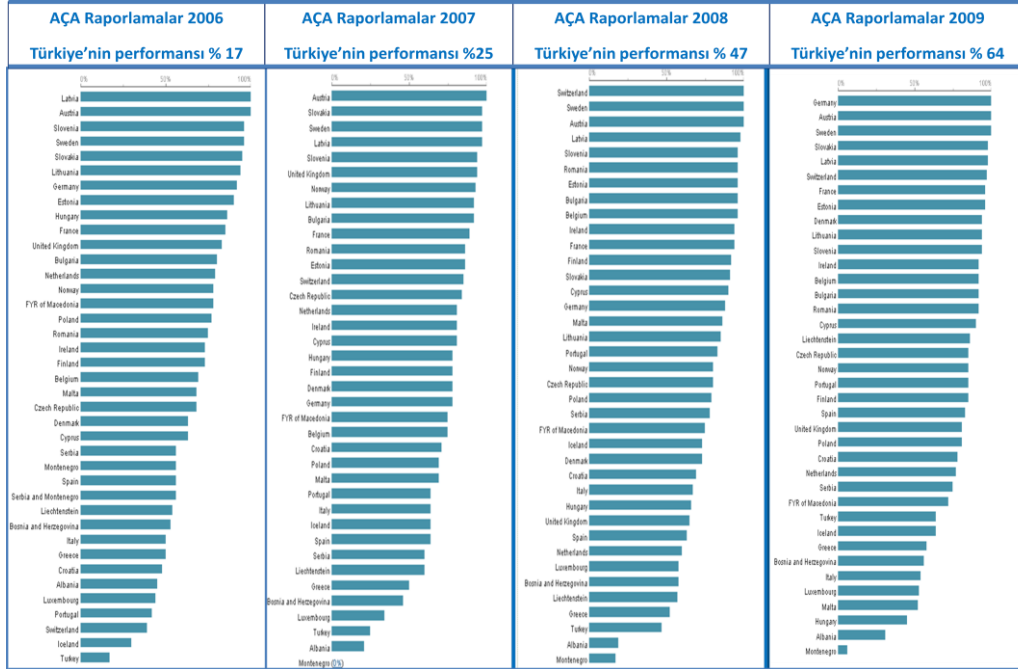 AÇA Raporlamalar 2006
Türkiye’nin performansı % 17
0%
50%
100%
Latvia
Austria
Slovenia
Sweden
Slovakia
Lithuania
Germany
Estonia
Hungary
France
United Kingdom
Bulgaria
Netherlands
Norway
FYR of Macedonia
Poland
Romania
Ireland
Finland
Belgium
Malta
Czech Republic
Denmark
Cyprus
Serbia
Montenegro
Spain
Serbia and Montenegro
Liechtenstein
Bosnia and Herzegovina
Italy
Greece
Croatia
Albania
Luxembourg
Portugal
Switzerland
Iceland
Turkey
AÇA Raporlamalar 2007
Türkiye’nin performansı %25
0%
50%
100%
Austria
Slovakia
Sweden
Latvia
Slovenia
United Kingdom
Norway
Lithuania
Bulgaria
France
Romania
Estonia
Switzerland
Czech Republic
Netherlands
Ireland
Cyprus
Hungary
Finland
Denmark
Germany
FYR of Macedonia
Belgium
Croatia
Poland
Malta
Portugal
Italy
Iceland
Spain
Serbia
Liechtenstein
Greece
Bosnia and Herzegovina
Luxembourg
Turkey
Albania
Montenegro (0%)
AÇA Raporlamalar 2008
Türkiye’nin performansı % 47
0%
50%
100%
Switzerland
Sweden
Austria
Latvia
Slovenia
Romania
Estonia
Bulgaria
Belgium
Ireland
France
Finland
Slovakia
Cyprus
Germany
Malta
Lithuania
Portugal
Norway
Czech Republic
Poland
Serbia
FYR of Macedonia
Iceland
Denmark
Croatia
Italy
Hungary
United Kingdom
Spain
Netherlands
Luxembourg
Bosnia and Herzegovina
Liechtenstein
Greece
Turkey
Albania
Montenegro
AÇA Raporlamalar 2009
Türkiye’nin performansı % 64
0%
50%
100%
Germany
Austria
Sweden
Slovakia
Latvia
Switzerland
France
Estonia
Denmark
Lithuania
Slovenia
Ireland
Belgium
Bulgaria
Romania
Cyprus
Liechtenstein
Czech Republic
Norway
Portugal
Finland
Spain
United Kingdom
Poland
Croatia
Netherlands
Serbia
FYR of Macedonia
Turkey
Iceland
Greece
Bosnia and Herzegovina
Italy
Luxembourg
Malta
Hungary
Albania
Montenegro